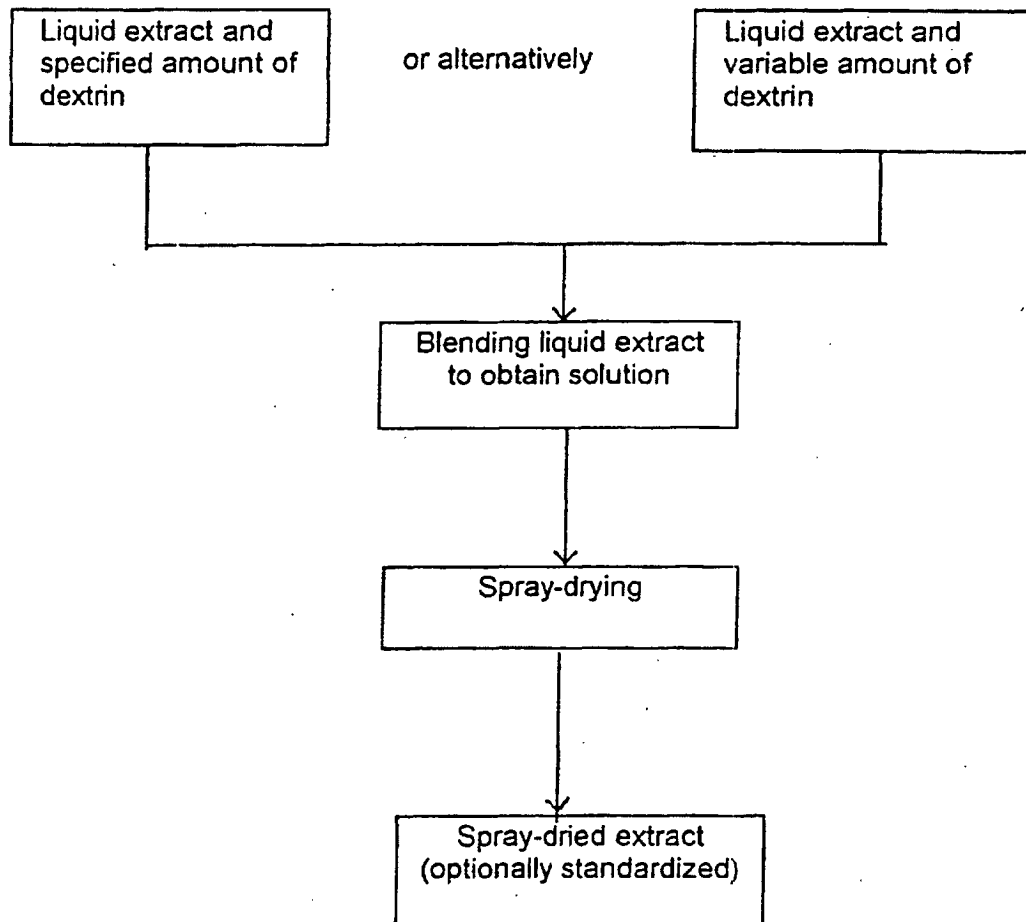 Liquid extract and
specified amount of
dextrin
or alternatively
Liquid extract and
variable amount of
dextrin
Blending liquid extract
to obtain solution
Spray-drying
Spray-dried extract
(optionally standardized)